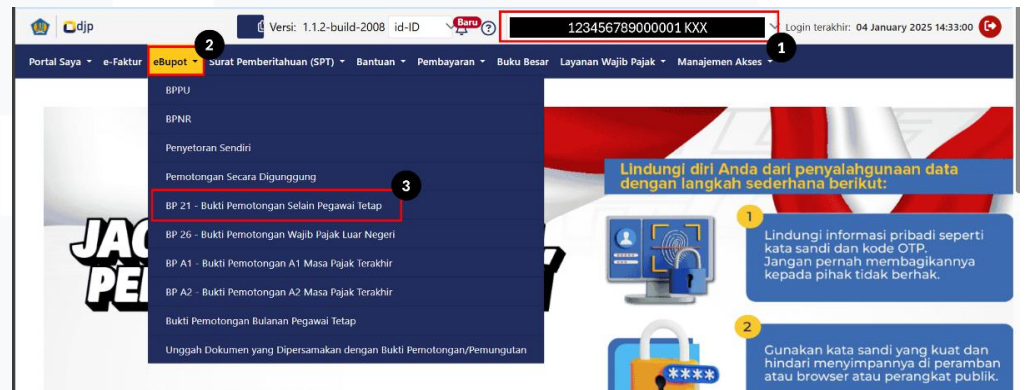 djp
Versi: 1.1.2-build-2008 id-ID Baru ? 123456789000001 KXX Login terakhir: 04 January 2025 14:33:00
1
2
Portal Saya e-Faktur eBupot Surat Pemberitahuan (SPT) Bantuan Pembayaran Buku Besar Layanan Wajib Pajak Manajemen Akses
BPPU
BPNR
Penyetoran Sendiri
Pemotongan Secara Digunggung
3
BP 21 - Bukti Pemotongan Selain Pegawai Tetap
BP 26 - Bukti Pemotongan Wajib Pajak Luar Negeri
BP A1 - Bukti Pemotongan A1 Masa Pajak Terakhir
BP A2 - Bukti Pemotongan A2 Masa Pajak Terakhir
Bukti Pemotongan Bulanan Pegawai Tetap
Unggah Dokumen yang Dipersamakan dengan Bukti Pemotongan/Pemungutan
Lindungi diri Anda dari penyalahgunaan data
dengan langkah sederhana berikut:
1
Lindungi informasi pribadi seperti
kata sandi dan kode OTP.
Jangan pernah membagikannya
kepada pihak tidak berhak.
2
Gunakan kata sandi yang kuat dan
hindari menyimpannya di peramban
atau browser atau perangkat publik.
****